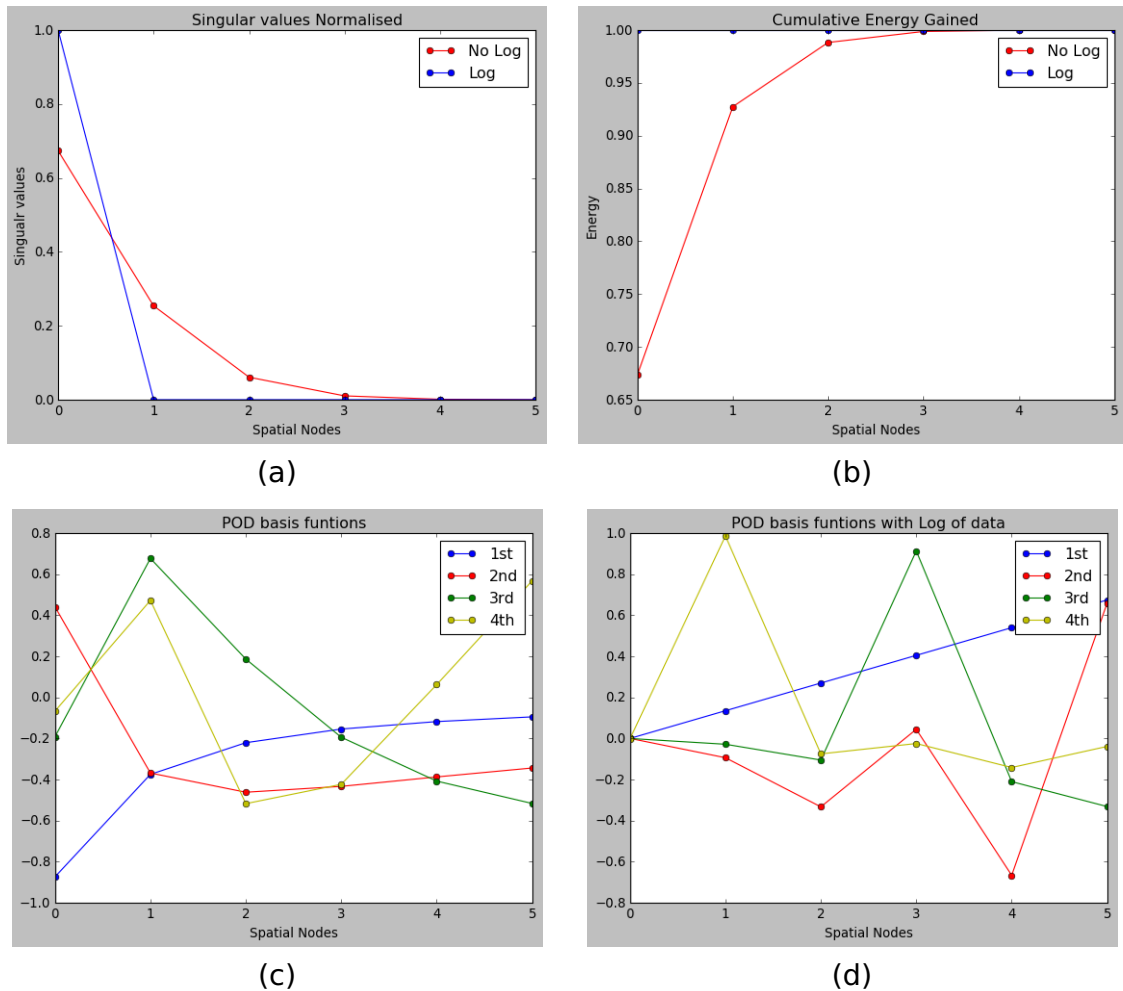 Singular values Normalised
1.0
0.8
0.6
0.4
0.2
0.0
Singualr values
No Log
Log
0 1 2 3 4 5
Spatial Nodes
(a)
Cumulative Energy Gained
1.00
0.95
0.90
0.85
0.80
0.75
0.70
0.65
Energy
No Log
Log
0 1 2 3 4 5
Spatial Nodes
(b)
POD basis funtions
0.8
0.6
0.4
0.2
0.0
−0.2
−0.4
−0.6
−0.8
−1.0
1st
2nd
3rd
4th
0 1 2 3 4 5
Spatial Nodes
(c)
POD basis funtions with Log of data
1.0
0.8
0.6
0.4
0.2
0.0
−0.2
−0.4
−0.6
−0.8
1st
2nd
3rd
4th
0 1 2 3 4 5
Spatial Nodes
(d)